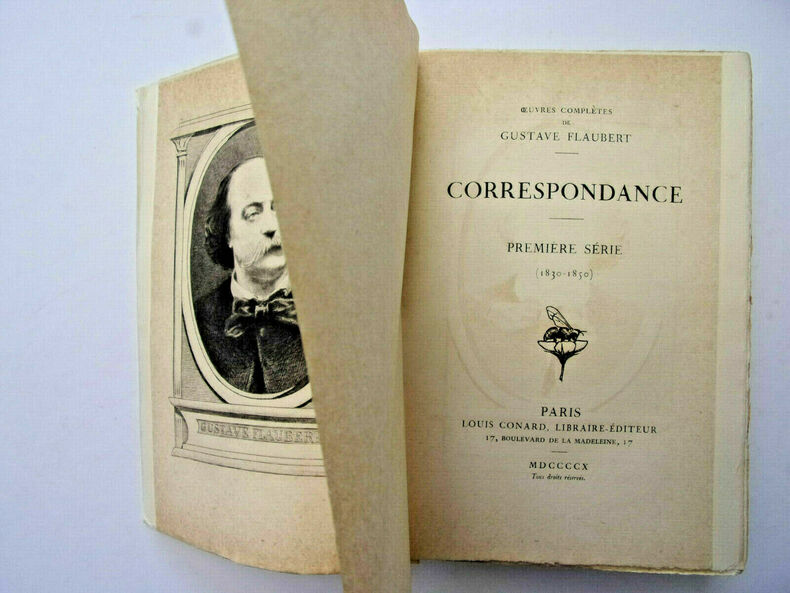 GUSTAVE FLAUBER
ŒUVRES COMPLÈTES
DE
GUSTAVE FLAUBERT
CORRESPONDANCE
PREMIÈRE SÉRIE
(1830-1850)
PARIS
LOUIS CONARD, LIBRAIRE-ÉDITEUR
17, BOULEVARD DE LA MADELEINE, 17
MDCCCCX
Tous droits réservés.